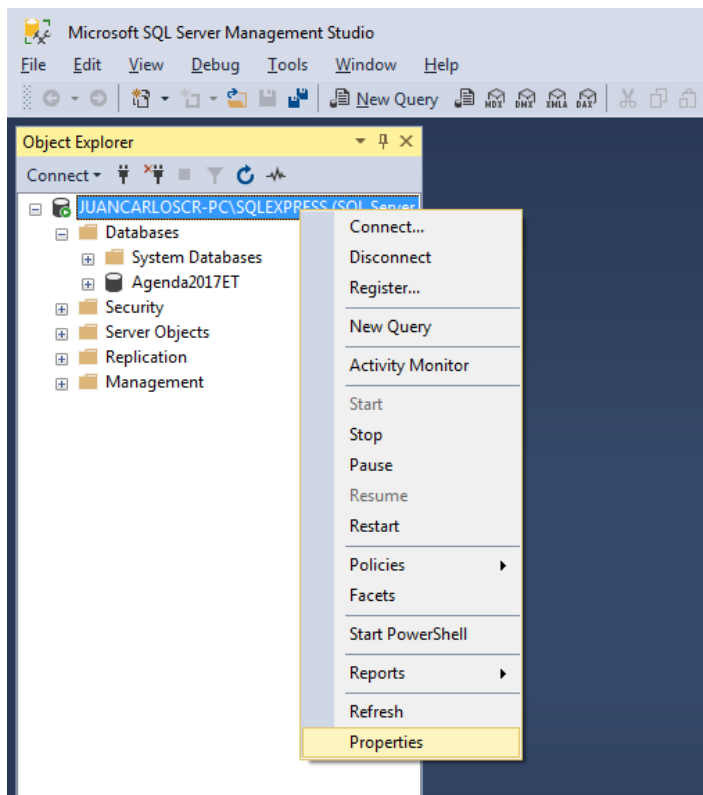 Microsoft SQL Server Management Studio
File Edit View Debug Tools Window Help
New Query MDX DMX XMLA DAX
Object Explorer
Connect
JUANCARLOSCR-PC\SQLEXPRESS (SQL Server
Databases
System Databases
Agenda2017ET
Security
Server Objects
Replication
Management
Connect...
Disconnect
Register...
New Query
Activity Monitor
Start
Stop
Pause
Resume
Restart
Policies
Facets
Start PowerShell
Reports
Refresh
Properties